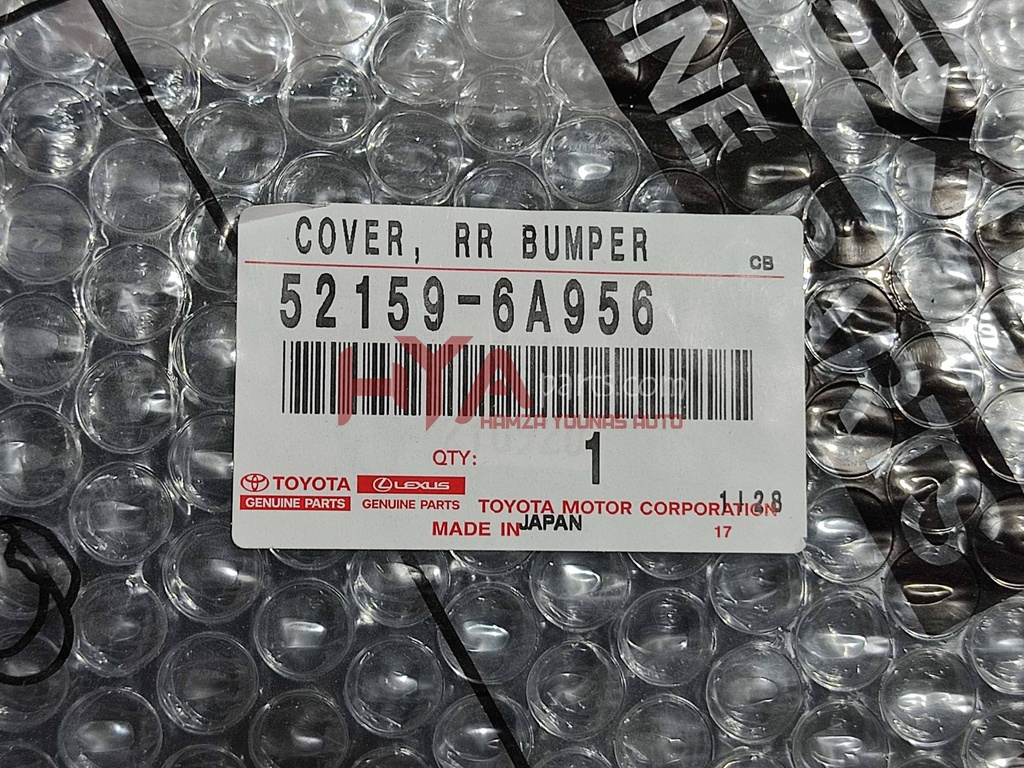 COVER, RR BUMPER
CB
52159-6A956
HYA parts.com
HAMZA YOUNAS AUTO
QTY: 1
TOYOTA LEXUS
GENUINE PARTS GENUINE PARTS
TOYOTA MOTOR CORPORATION
MADE IN JAPAN
17